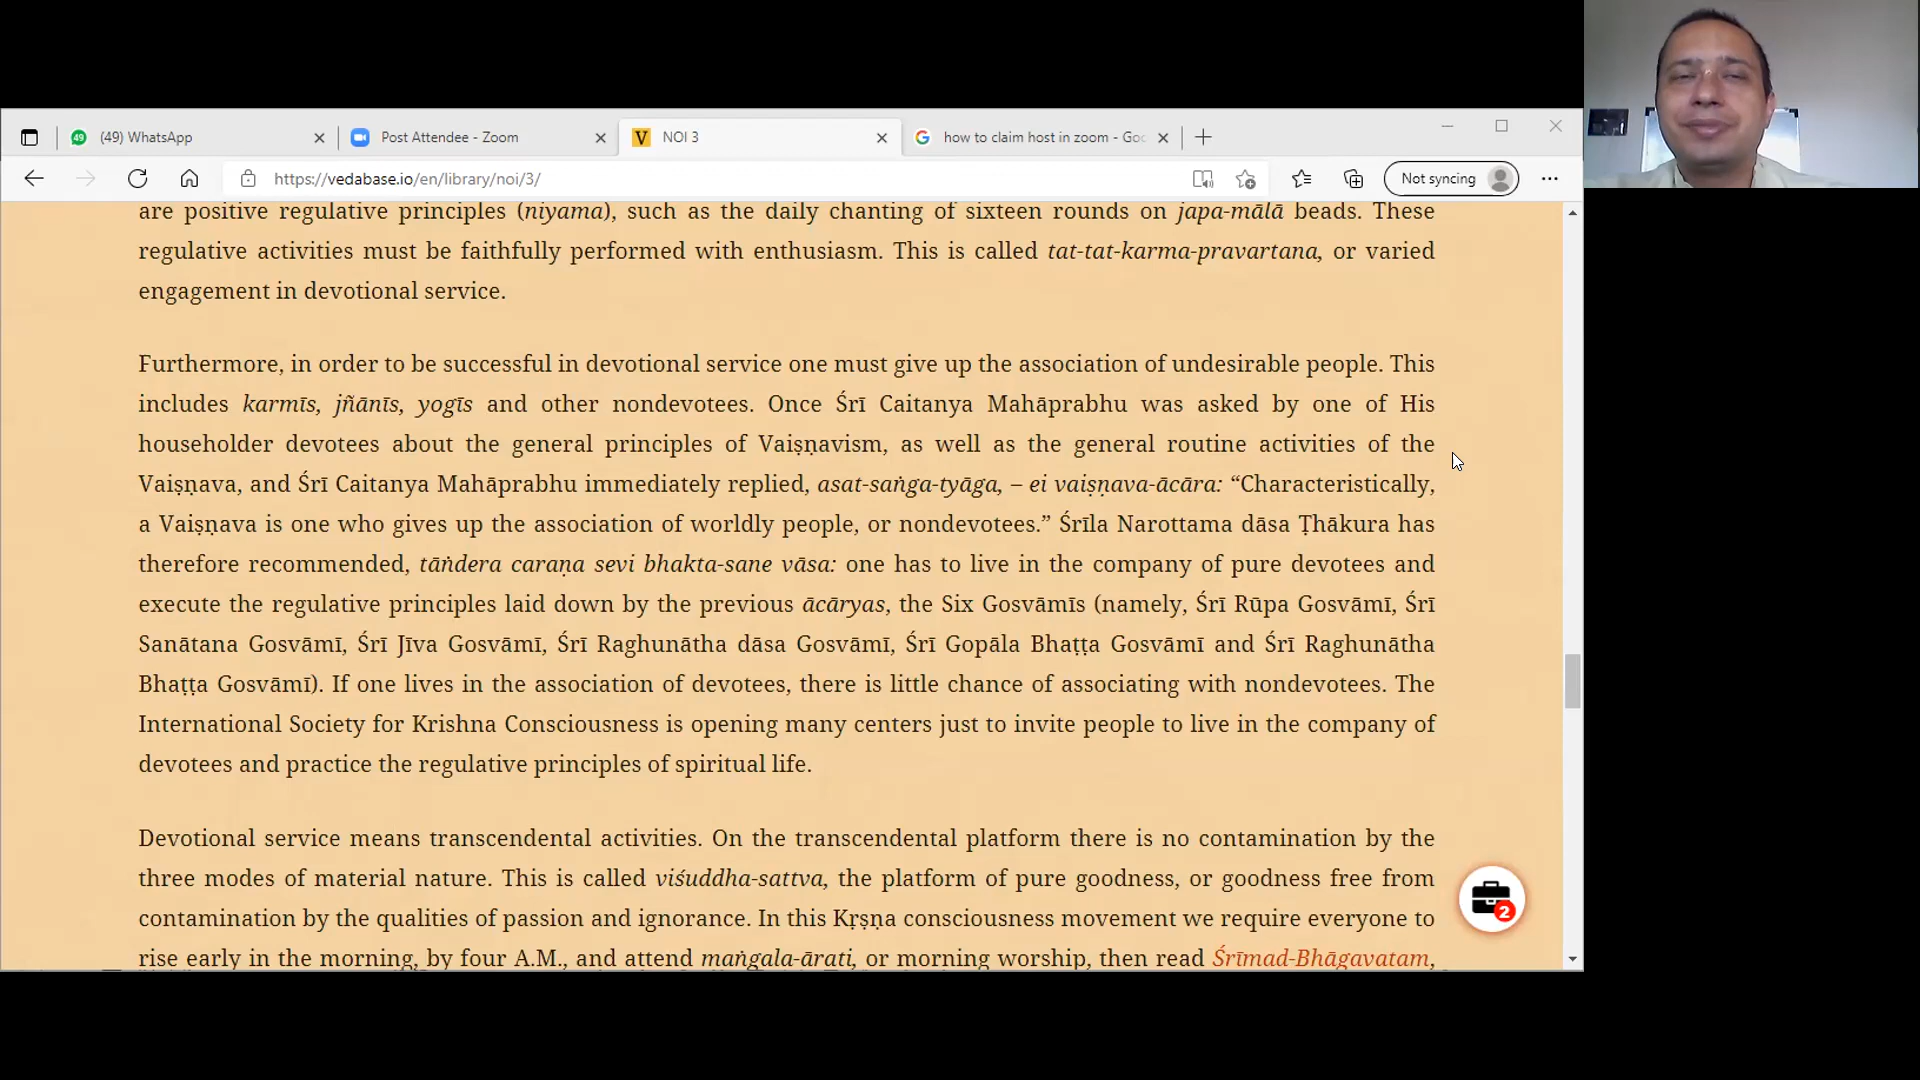 49
(49) WhatsApp
Post Attendee - Zoom
V
NOI 3
how to claim host in zoom - Goo
https://vedabase.io/en/library/noi/3/
Not syncing
are positive regulative principles (niyama), such as the daily chanting of sixteen rounds on japa-mālā beads. These
regulative activities must be faithfully performed with enthusiasm. This is called tat-tat-karma-pravartana, or varied
engagement in devotional service.
Furthermore, in order to be successful in devotional service one must give up the association of undesirable people. This
includes karmīs, jñānīs, yogīs and other nondevotees. Once Śrī Caitanya Mahāprabhu was asked by one of His
householder devotees about the general principles of Vaiṣṇavism, as well as the general routine activities of the
Vaiṣṇava, and Śrī Caitanya Mahāprabhu immediately replied, asat-saṅga-tyāga, – ei vaiṣṇava-ācāra: “Characteristically,
a Vaiṣṇava is one who gives up the association of worldly people, or nondevotees.” Śrīla Narottama dāsa Ṭhākura has
therefore recommended, tāṅdera caraṇa sevi bhakta-sane vāsa: one has to live in the company of pure devotees and
execute the regulative principles laid down by the previous ācāryas, the Six Gosvāmīs (namely, Śrī Rūpa Gosvāmī, Śrī
Sanātana Gosvāmī, Śrī Jīva Gosvāmī, Śrī Raghunātha dāsa Gosvāmī, Śrī Gopāla Bhaṭṭa Gosvāmī and Śrī Raghunātha
Bhaṭṭa Gosvāmī). If one lives in the association of devotees, there is little chance of associating with nondevotees. The
International Society for Krishna Consciousness is opening many centers just to invite people to live in the company of
devotees and practice the regulative principles of spiritual life.
Devotional service means transcendental activities. On the transcendental platform there is no contamination by the
three modes of material nature. This is called viśuddha-sattva, the platform of pure goodness, or goodness free from
contamination by the qualities of passion and ignorance. In this Kṛṣṇa consciousness movement we require everyone to
rise early in the morning, by four A.M., and attend maṅgala-ārati, or morning worship, then read Śrīmad-Bhāgavatam,
2